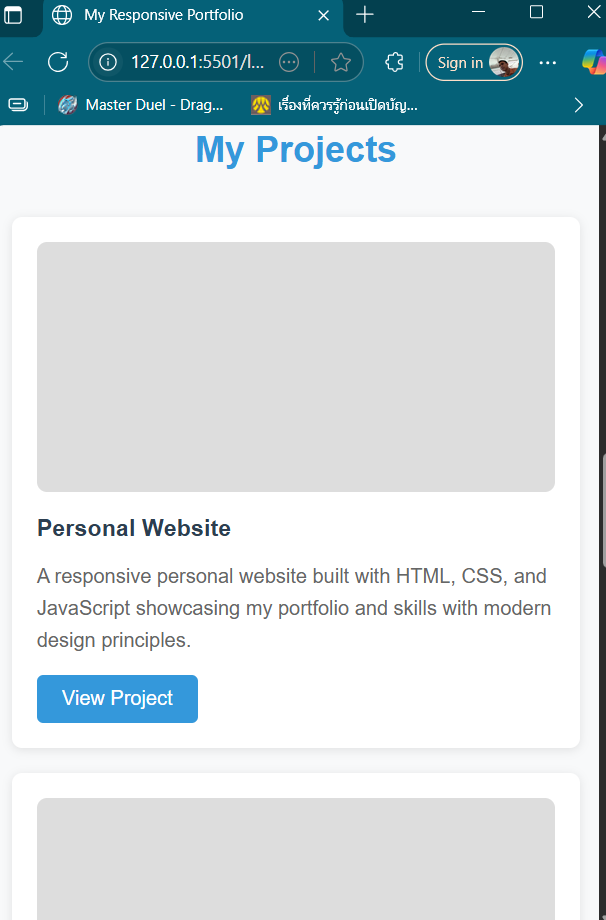 My Responsive Portfolio
127.0.0.1:5501/l...
Sign in
Master Duel - Drag...
เรื่องที่ควรรู้ก่อนเปิดบัญ...
My Projects
Personal Website
A responsive personal website built with HTML, CSS, and
JavaScript showcasing my portfolio and skills with modern
design principles.
View Project